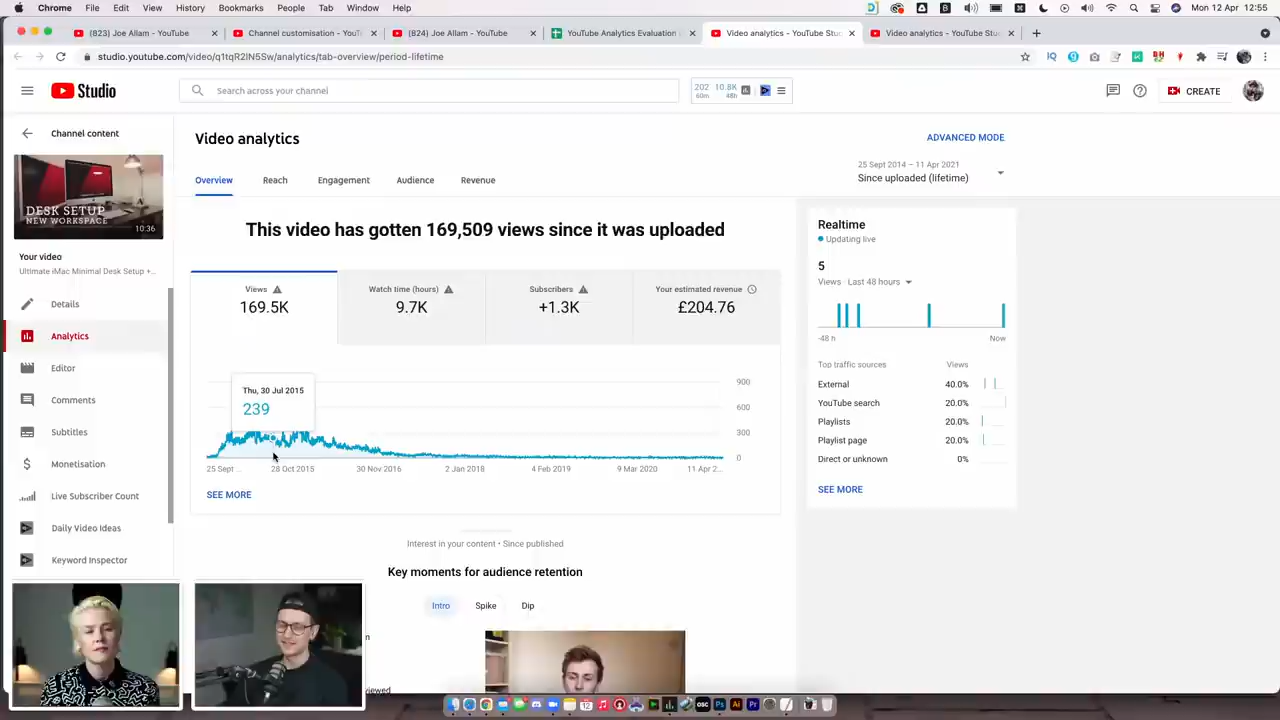 Chrome File Edit View History Bookmarks People Tab Window Help Mon 12 Apr 12:55
(823) Joe Allam - YouTube Channel customisation - YouT (824) Joe Allam - YouTube YouTube Analytics Evaluation Video analytics - YouTube Stu Video analytics - YouTube Stu
studio.youtube.com/video/q1tqR2IN5Sw/analytics/tab-overview/period-lifetime
Studio Search across your channel 202 10.8K CREATE
60m 48h
Channel content
DESK SETUP
NEW WORKSPACE
10:36
Your video
Ultimate iMac Minimal Desk Setup +...
Details
Analytics
Editor
Comments
Subtitles
Monetisation
Live Subscriber Count
Daily Video Ideas
Keyword Inspector
Video analytics
ADVANCED MODE
Overview Reach Engagement Audience Revenue
25 Sept 2014 – 11 Apr 2021
Since uploaded (lifetime)
This video has gotten 169,509 views since it was uploaded
Views Watch time (hours) Subscribers Your estimated revenue
169.5K 9.7K +1.3K £204.76
Thu, 30 Jul 2015
239
900
600
300
0
25 Sept ... 28 Oct 2015 30 Nov 2016 2 Jan 2018 4 Feb 2019 9 Mar 2020 11 Apr 2...
SEE MORE
Interest in your content • Since published
Key moments for audience retention
Intro Spike Dip
Realtime
Updating live
5
Views Last 48 hours
-48 h Now
Top traffic sources Views
External 40.0%
YouTube search 20.0%
Playlists 20.0%
Playlist page 20.0%
Direct or unknown 0%
SEE MORE